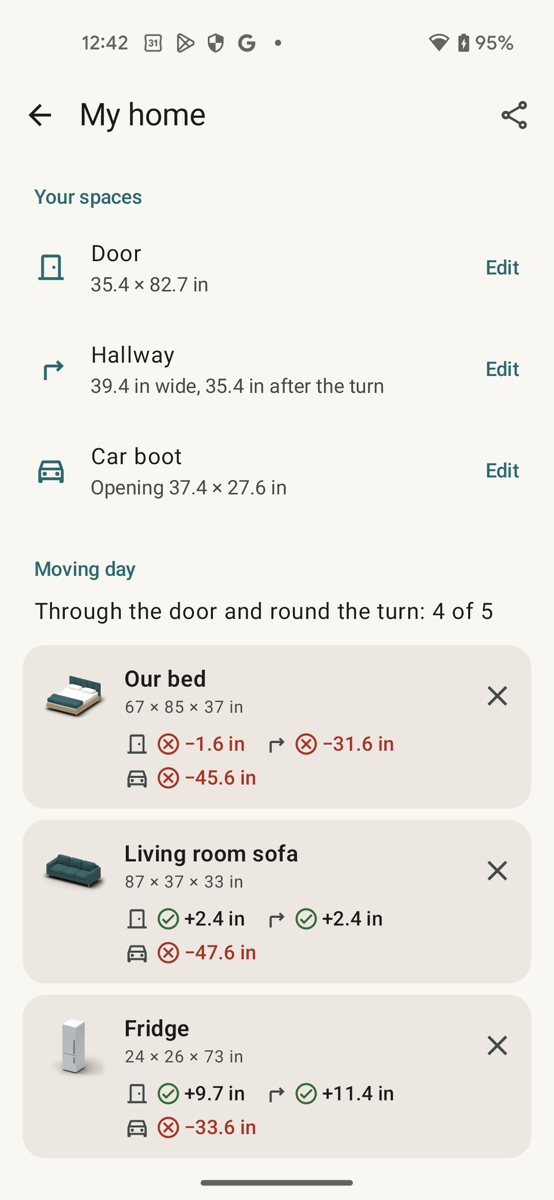 12:42 31 G 95%
My home
Your spaces
Door
35.4 × 82.7 in
Edit
Hallway
39.4 in wide, 35.4 in after the turn
Edit
Car boot
Opening 37.4 × 27.6 in
Edit
Moving day
Through the door and round the turn: 4 of 5
Our bed
67 × 85 × 37 in
−1.6 in −31.6 in
−45.6 in
Living room sofa
87 × 37 × 33 in
+2.4 in +2.4 in
−47.6 in
Fridge
24 × 26 × 73 in
+9.7 in +11.4 in
−33.6 in